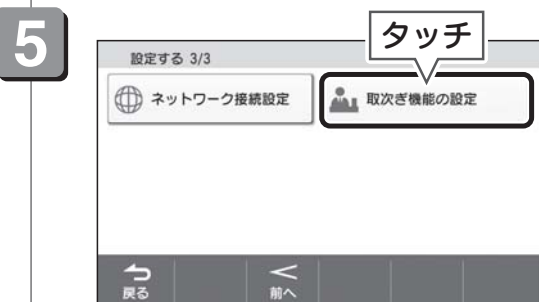 5
タッチ
設定する 3/3
ネットワーク接続設定
取次ぎ機能の設定
戻る
前へ